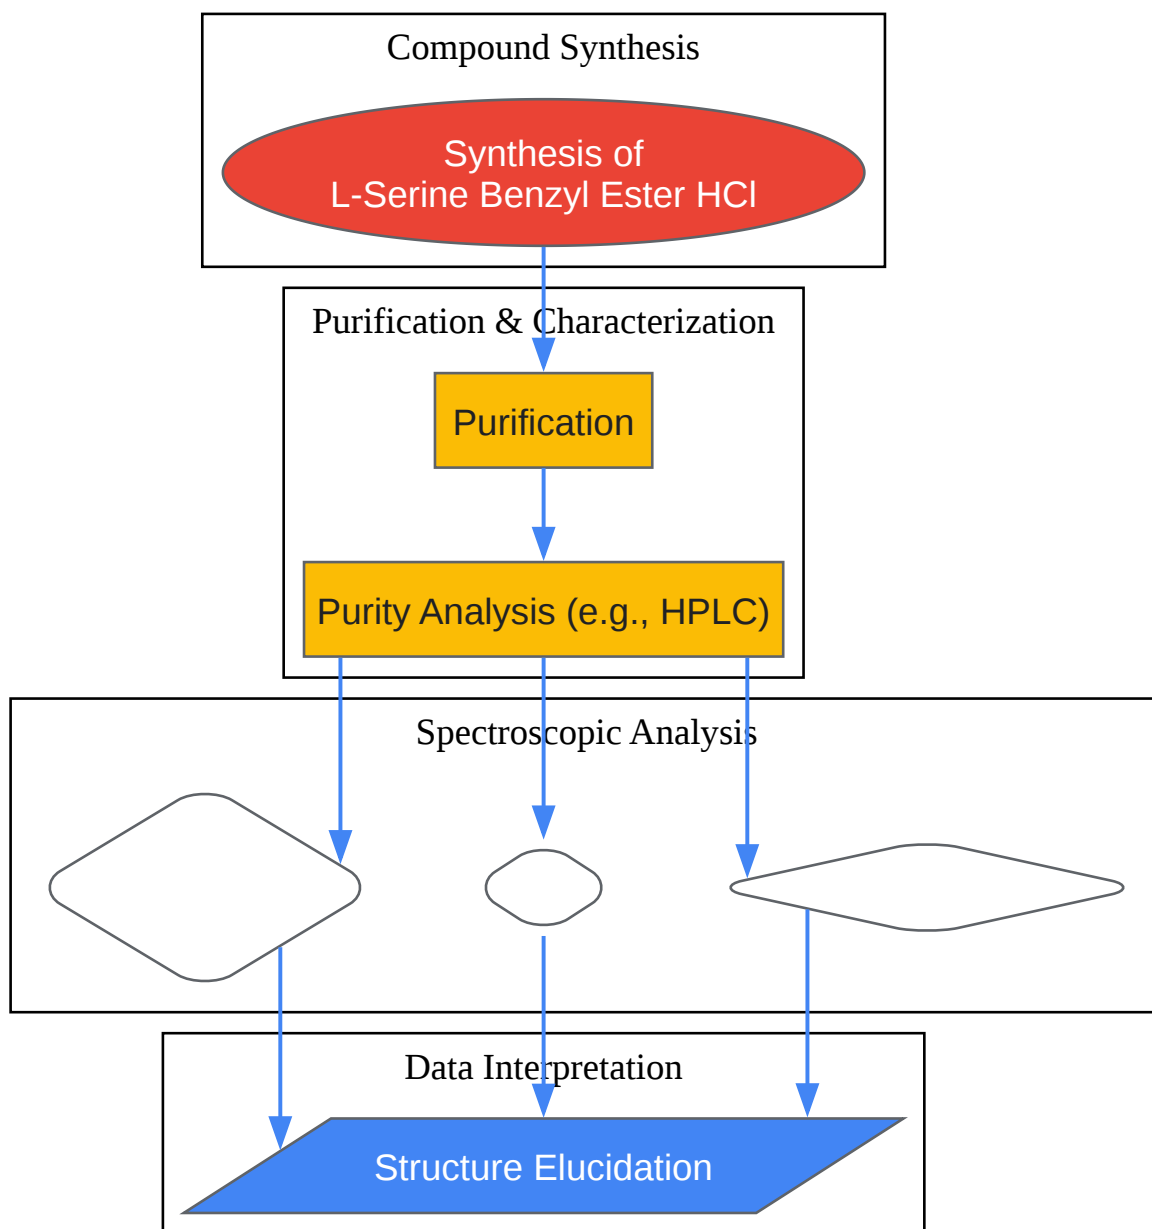 Compound Synthesis
Synthesis of
L-Serine Benzyl Ester HCl
Purification & Characterization
Purification
Purity Analysis (e.g., HPLC)
Spectroscopic Analysis
Data Interpretation
Structure Elucidation